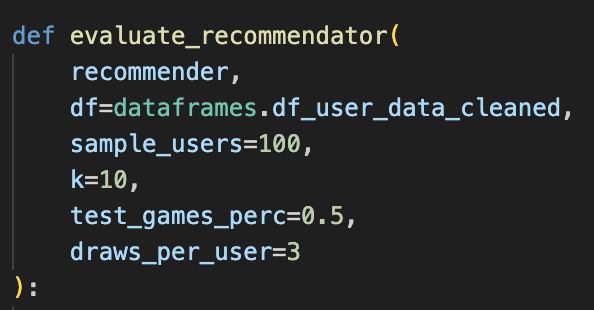 def evaluate_recommendator(
    recommender,
    df=dataframes.df_user_data_cleaned,
    sample_users=100,
    k=10,
    test_games_perc=0.5,
    draws_per_user=3
):